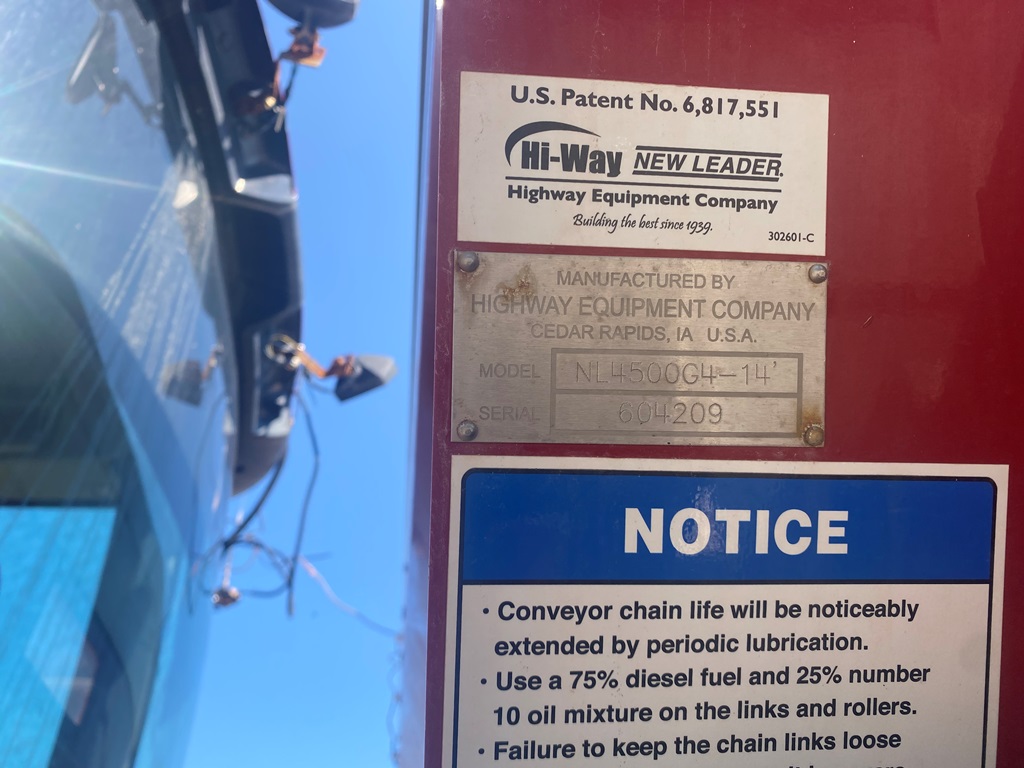 U.S. Patent No. 6,817,551
Hi-Way NEW LEADER.
Highway Equipment Company
Building the best since 1939.
302601-C
MANUFACTURED BY
HIGHWAY EQUIPMENT COMPANY
CEDAR RAPIDS, IA U.S.A.
MODEL NL4500G4-14'
SERIAL 604209
NOTICE
• Conveyor chain life will be noticeably
extended by periodic lubrication.
• Use a 75% diesel fuel and 25% number
10 oil mixture on the links and rollers.
• Failure to keep the chain links loose